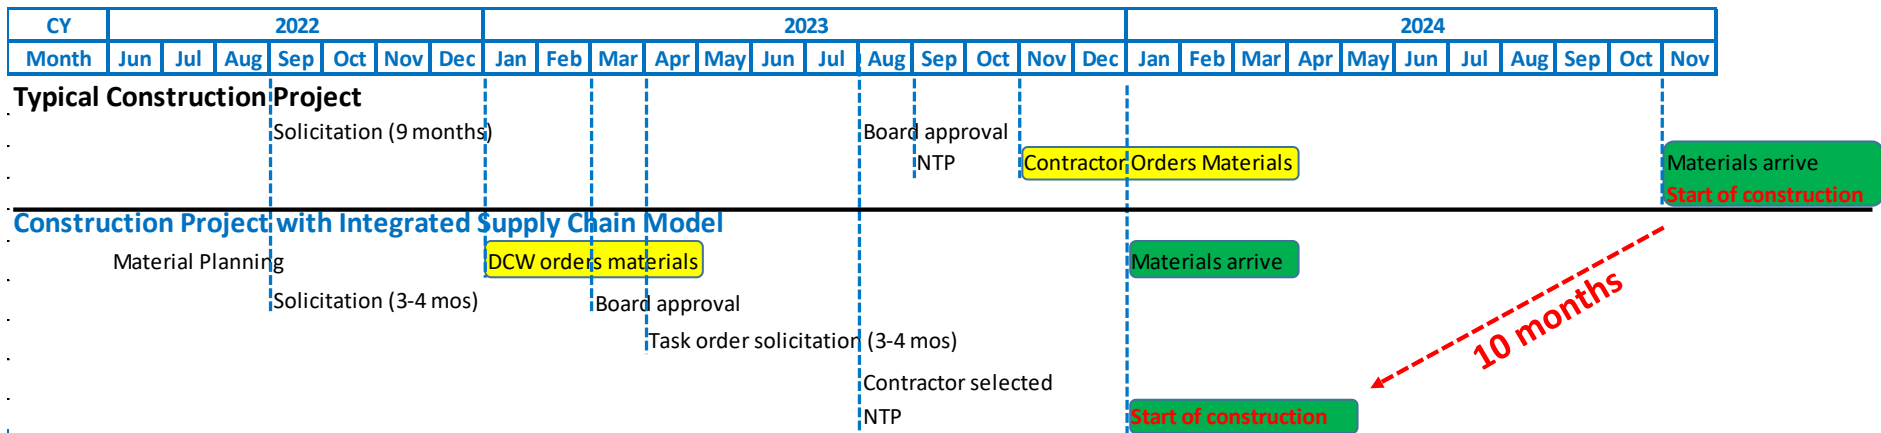 CY 2022 2023 2024
Month Jun Jul Aug Sep Oct Nov Dec Jan Feb Mar Apr May Jun Jul Aug Sep Oct Nov Dec Jan Feb Mar Apr May Jun Jul Aug Sep Oct Nov
Typical Construction Project
Solicitation (9 months) Board approval
NTP Contractor Orders Materials Materials arrive
Start of construction
Construction Project with Integrated Supply Chain Model
Material Planning DCW orders materials Materials arrive
Solicitation (3-4 mos) Board approval
10 months
Task order solicitation (3-4 mos)
Contractor selected
NTP Start of construction